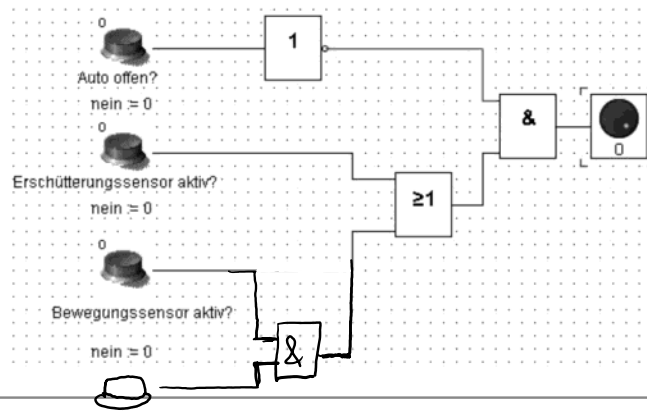 0
1
Auto offen?
nein := 0
&
0
0
Erschütterungssensor aktiv?
nein := 0
≥1
0
Bewegungssensor aktiv?
nein := 0
&